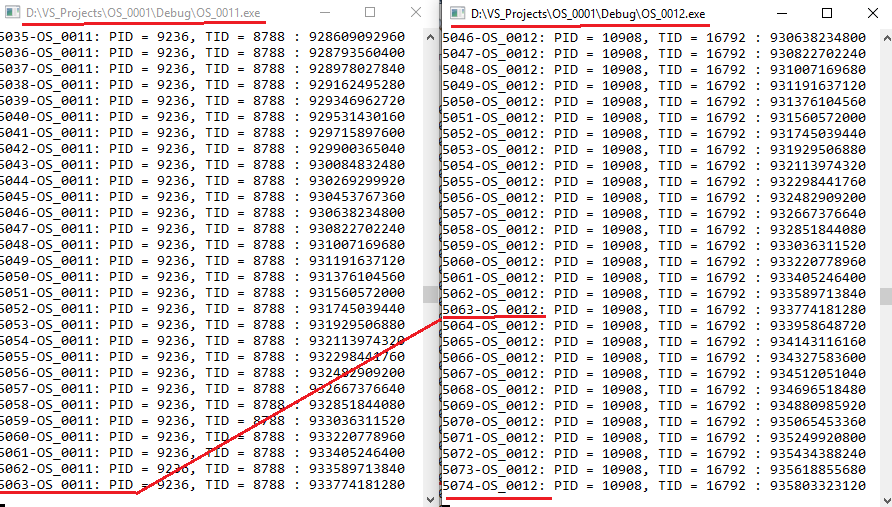 D:\VS_Projects\OS_0001\Debug\OS_0011.exe
5035-OS_0011: PID = 9236, TID = 8788 : 928609092960
5036-OS_0011: PID = 9236, TID = 8788 : 928793560400
5037-OS_0011: PID = 9236, TID = 8788 : 928978027840
5038-OS_0011: PID = 9236, TID = 8788 : 929162495280
5039-OS_0011: PID = 9236, TID = 8788 : 929346962720
5040-OS_0011: PID = 9236, TID = 8788 : 929531430160
5041-OS_0011: PID = 9236, TID = 8788 : 929715897600
5042-OS_0011: PID = 9236, TID = 8788 : 929900365040
5043-OS_0011: PID = 9236, TID = 8788 : 930084832480
5044-OS_0011: PID = 9236, TID = 8788 : 930269299920
5045-OS_0011: PID = 9236, TID = 8788 : 930453767360
5046-OS_0011: PID = 9236, TID = 8788 : 930638234800
5047-OS_0011: PID = 9236, TID = 8788 : 930822702240
5048-OS_0011: PID = 9236, TID = 8788 : 931007169680
5049-OS_0011: PID = 9236, TID = 8788 : 931191637120
5050-OS_0011: PID = 9236, TID = 8788 : 931376104560
5051-OS_0011: PID = 9236, TID = 8788 : 931560572000
5052-OS_0011: PID = 9236, TID = 8788 : 931745039440
5053-OS_0011: PID = 9236, TID = 8788 : 931929506880
5054-OS_0011: PID = 9236, TID = 8788 : 932113974320
5055-OS_0011: PID = 9236, TID = 8788 : 932298441760
5056-OS_0011: PID = 9236, TID = 8788 : 932482909200
5057-OS_0011: PID = 9236, TID = 8788 : 932667376640
5058-OS_0011: PID = 9236, TID = 8788 : 932851844080
5059-OS_0011: PID = 9236, TID = 8788 : 933036311520
5060-OS_0011: PID = 9236, TID = 8788 : 933220778960
5061-OS_0011: PID = 9236, TID = 8788 : 933405246400
5062-OS_0011: PID = 9236, TID = 8788 : 933589713840
5063-OS_0011: PID = 9236, TID = 8788 : 933774181280
D:\VS_Projects\OS_0001\Debug\OS_0012.exe
5046-OS_0012: PID = 10908, TID = 16792 : 930638234800
5047-OS_0012: PID = 10908, TID = 16792 : 930822702240
5048-OS_0012: PID = 10908, TID = 16792 : 931007169680
5049-OS_0012: PID = 10908, TID = 16792 : 931191637120
5050-OS_0012: PID = 10908, TID = 16792 : 931376104560
5051-OS_0012: PID = 10908, TID = 16792 : 931560572000
5052-OS_0012: PID = 10908, TID = 16792 : 931745039440
5053-OS_0012: PID = 10908, TID = 16792 : 931929506880
5054-OS_0012: PID = 10908, TID = 16792 : 932113974320
5055-OS_0012: PID = 10908, TID = 16792 : 932298441760
5056-OS_0012: PID = 10908, TID = 16792 : 932482909200
5057-OS_0012: PID = 10908, TID = 16792 : 932667376640
5058-OS_0012: PID = 10908, TID = 16792 : 932851844080
5059-OS_0012: PID = 10908, TID = 16792 : 933036311520
5060-OS_0012: PID = 10908, TID = 16792 : 933220778960
5061-OS_0012: PID = 10908, TID = 16792 : 933405246400
5062-OS_0012: PID = 10908, TID = 16792 : 933589713840
5063-OS_0012: PID = 10908, TID = 16792 : 933774181280
5064-OS_0012: PID = 10908, TID = 16792 : 933958648720
5065-OS_0012: PID = 10908, TID = 16792 : 934143116160
5066-OS_0012: PID = 10908, TID = 16792 : 934327583600
5067-OS_0012: PID = 10908, TID = 16792 : 934512051040
5068-OS_0012: PID = 10908, TID = 16792 : 934696518480
5069-OS_0012: PID = 10908, TID = 16792 : 934880985920
5070-OS_0012: PID = 10908, TID = 16792 : 935065453360
5071-OS_0012: PID = 10908, TID = 16792 : 935249920800
5072-OS_0012: PID = 10908, TID = 16792 : 935434388240
5073-OS_0012: PID = 10908, TID = 16792 : 935618855680
5074-OS_0012: PID = 10908, TID = 16792 : 935803323120